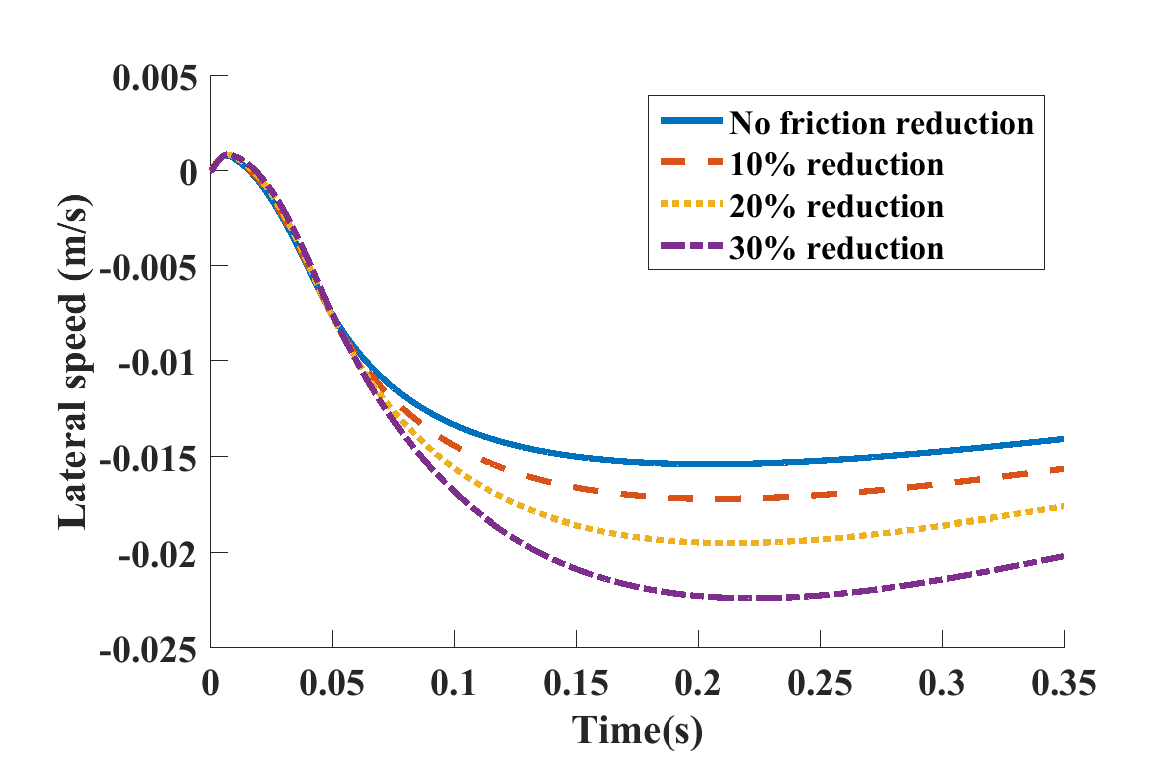 0.005
0
-0.005
-0.01
-0.015
-0.02
-0.025
Lateral speed (m/s)
No friction reduction
10% reduction
20% reduction
30% reduction
0 0.05 0.1 0.15 0.2 0.25 0.3 0.35
Time(s)